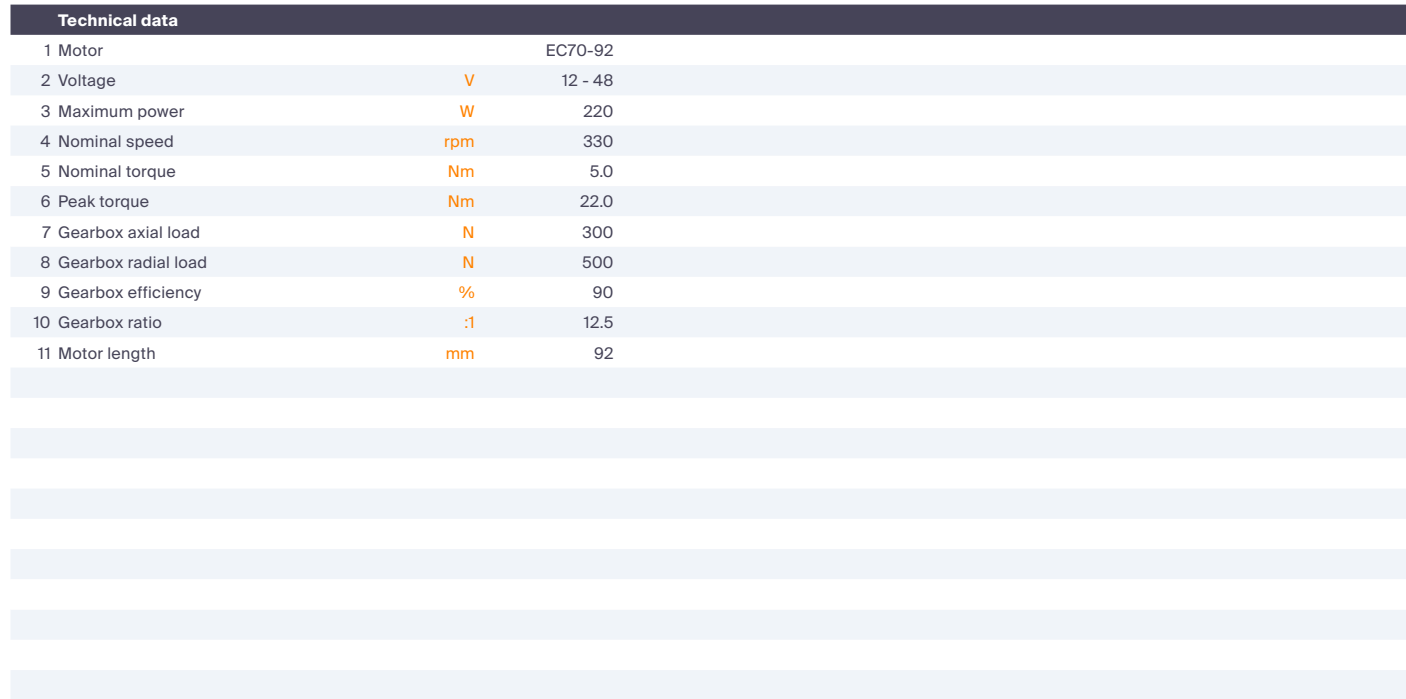 Technical data
1 Motor EC70-92
2 Voltage V 12 - 48
3 Maximum power W 220
4 Nominal speed rpm 330
5 Nominal torque Nm 5.0
6 Peak torque Nm 22.0
7 Gearbox axial load N 300
8 Gearbox radial load N 500
9 Gearbox efficiency % 90
10 Gearbox ratio :1 12.5
11 Motor length mm 92